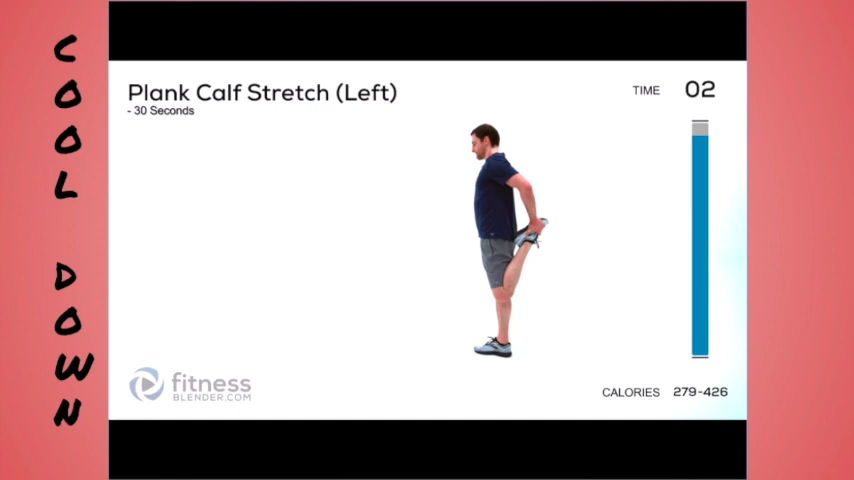 COOL DOWN
Plank Calf Stretch (Left)
- 30 Seconds
TIME 02
fitness
BLENDER.COM
CALORIES 279-426